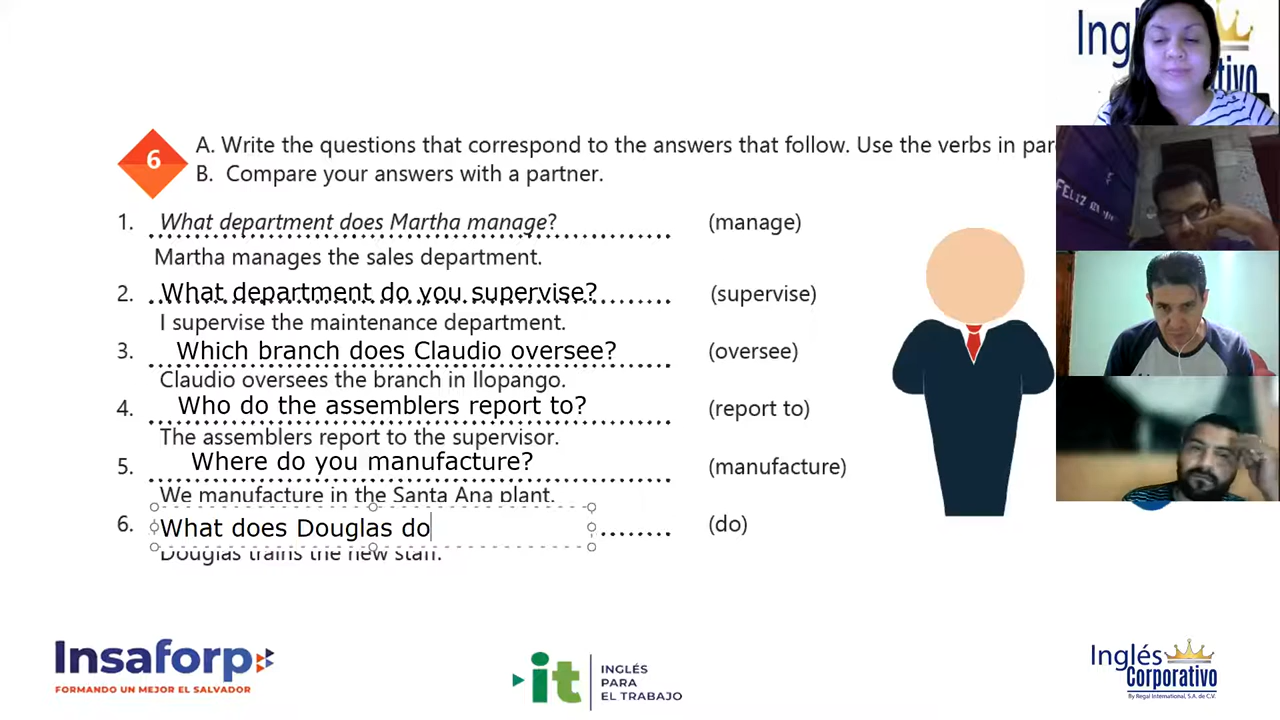 Ing
tivo
6
A. Write the questions that correspond to the answers that follow. Use the verbs in
B. Compare your answers with a partner.
FELIZ
1. What department does Martha manage? (manage)
Martha manages the sales department.
2. What department do you supervise? (supervise)
I supervise the maintenance department.
3. Which branch does Claudio oversee? (oversee)
Claudio oversees the branch in Ilopango.
4. Who do the assemblers report to? (report to)
The assemblers report to the supervisor.
5. Where do you manufacture? (manufacture)
We manufacture in the Santa Ana plant.
6. What does Douglas do (do)
Douglas trains the new staff.
Insaforp
FORMANDO UN MEJOR EL SALVADOR
it
INGLÉS
PARA
EL TRABAJO
Inglés
Corporativo
By Regal International, S.A. de C.V.